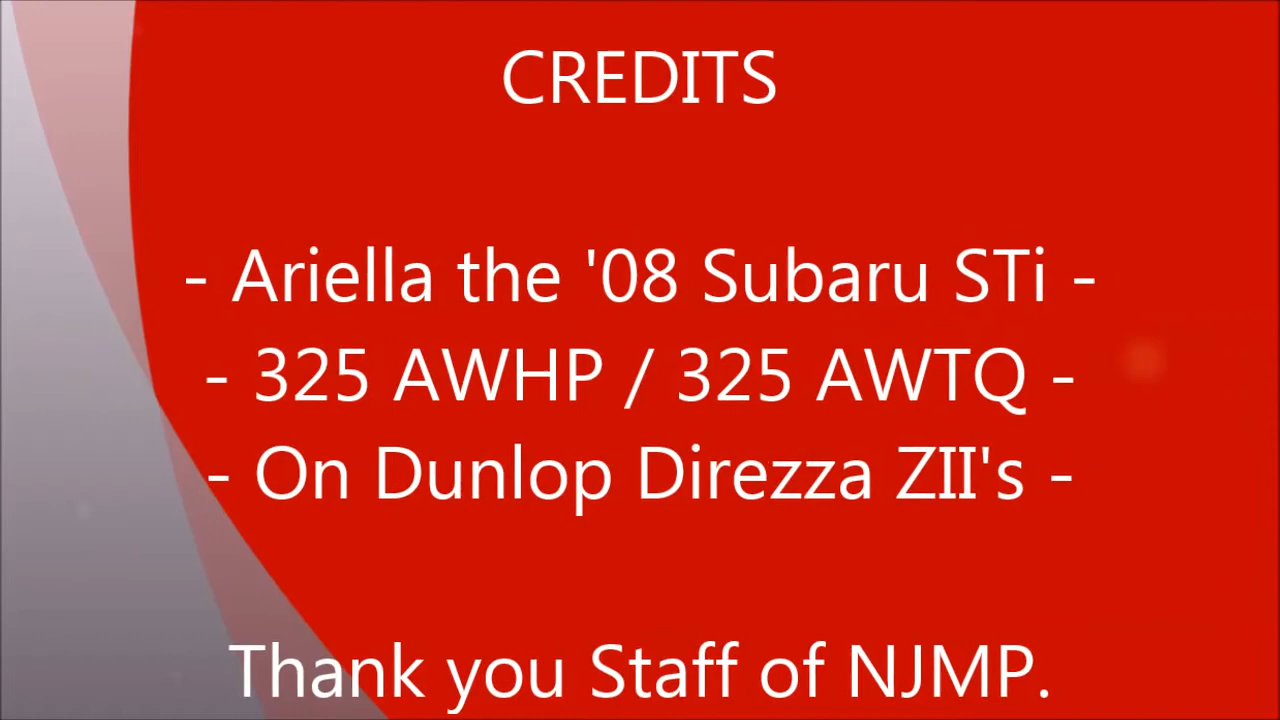 CREDITS
- Ariella the '08 Subaru STi -
- 325 AWHP / 325 AWTQ -
- On Dunlop Direzza ZII's -
Thank you Staff of NJMP.